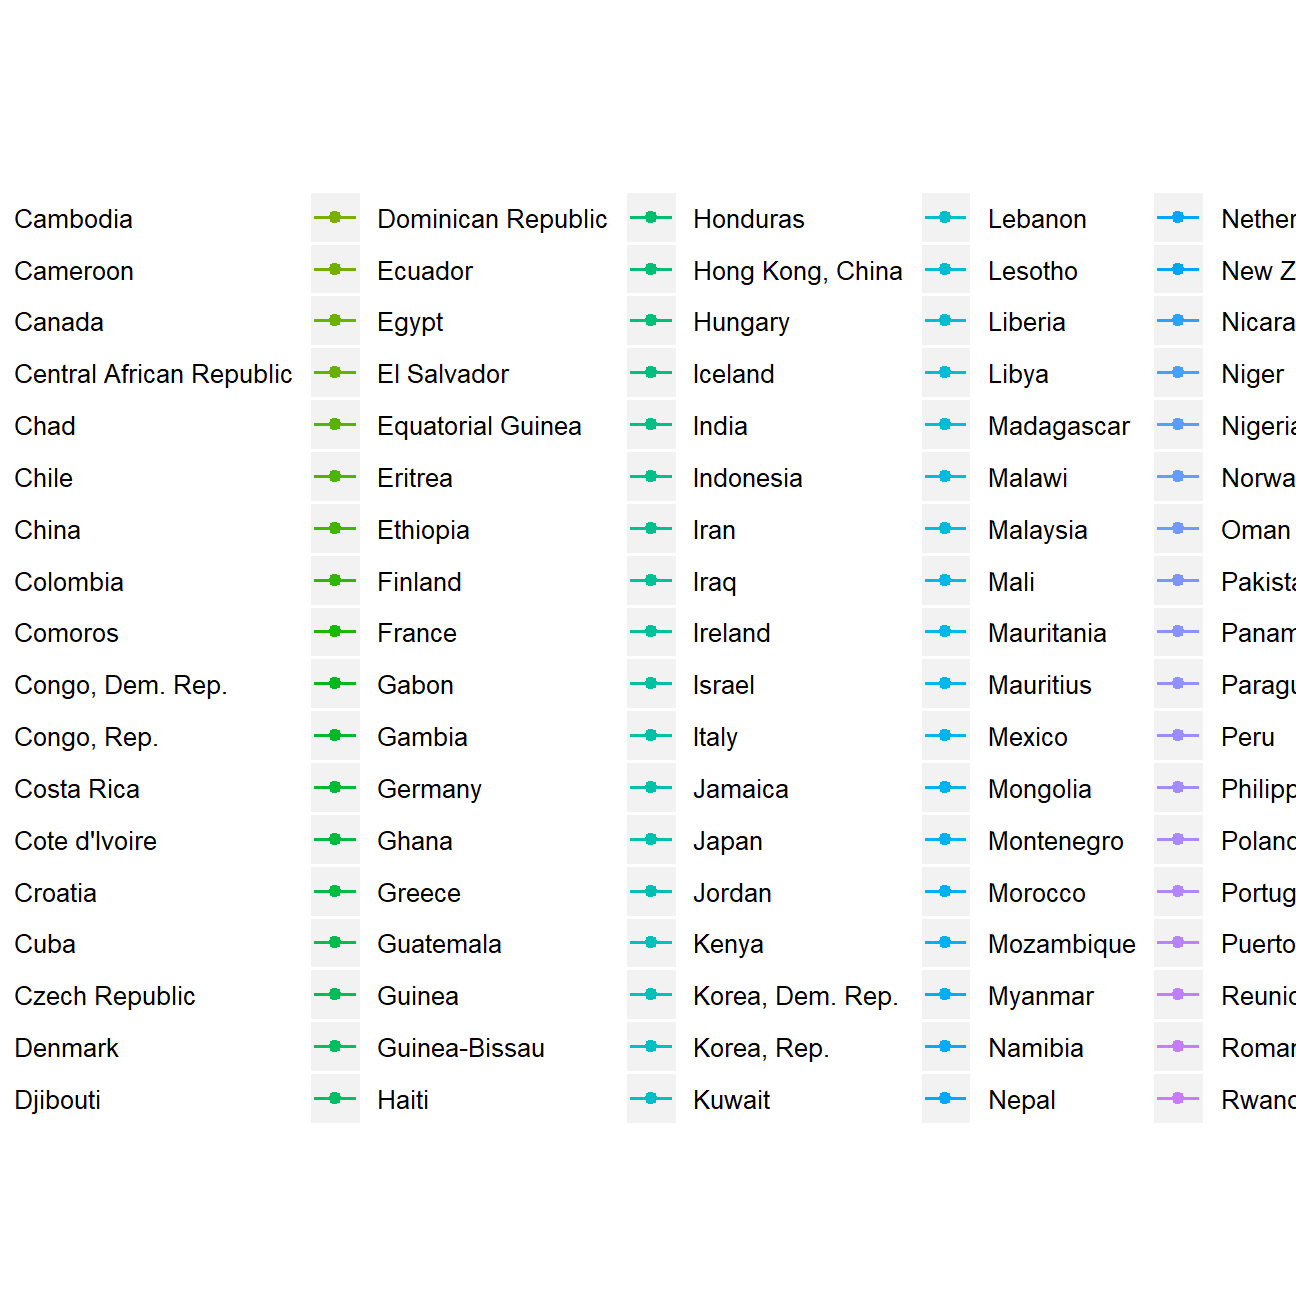 Cambodia
Cameroon
Canada
Central African Republic
Chad
Chile
China
Colombia
Comoros
Congo, Dem. Rep.
Congo, Rep.
Costa Rica
Cote d'Ivoire
Croatia
Cuba
Czech Republic
Denmark
Djibouti
Dominican Republic
Ecuador
Egypt
El Salvador
Equatorial Guinea
Eritrea
Ethiopia
Finland
France
Gabon
Gambia
Germany
Ghana
Greece
Guatemala
Guinea
Guinea-Bissau
Haiti
Honduras
Hong Kong, China
Hungary
Iceland
India
Indonesia
Iran
Iraq
Ireland
Israel
Italy
Jamaica
Japan
Jordan
Kenya
Korea, Dem. Rep.
Korea, Rep.
Kuwait
Lebanon
Lesotho
Liberia
Libya
Madagascar
Malawi
Malaysia
Mali
Mauritania
Mauritius
Mexico
Mongolia
Montenegro
Morocco
Mozambique
Myanmar
Namibia
Nepal
Nether
New Z
Nicara
Niger
Nigeria
Norwa
Oman
Pakista
Panam
Paragu
Peru
Philipp
Poland
Portug
Puerto
Reunio
Roman
Rwand